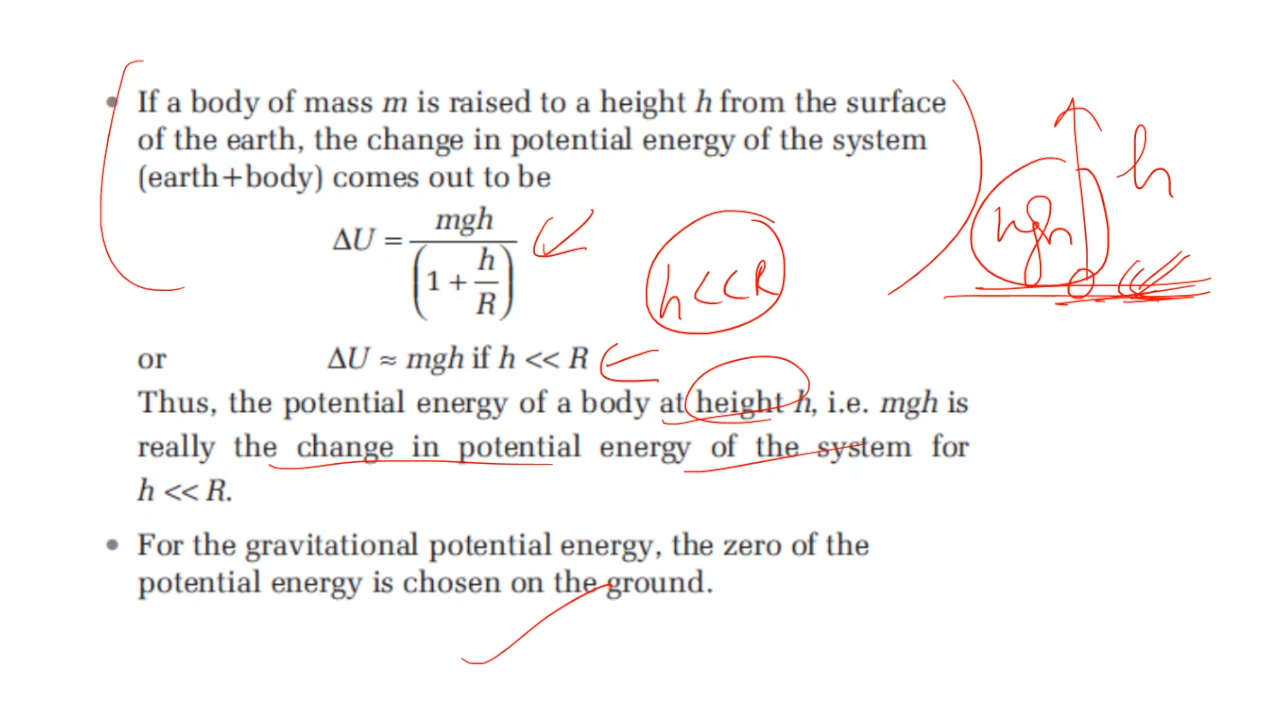 • If a body of mass m is raised to a height h from the surface
of the earth, the change in potential energy of the system
(earth+body) comes out to be
ΔU = mgh / (1 + h/R)
h<<R
mgh
h
or ΔU ≈ mgh if h << R
Thus, the potential energy of a body at height h, i.e. mgh is
really the change in potential energy of the system for
h << R.
• For the gravitational potential energy, the zero of the
potential energy is chosen on the ground.